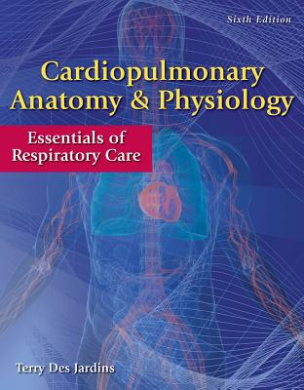 Sixth Edition
Cardiopulmonary
Anatomy & Physiology
Essentials of
Respiratory Care
Terry Des Jardins